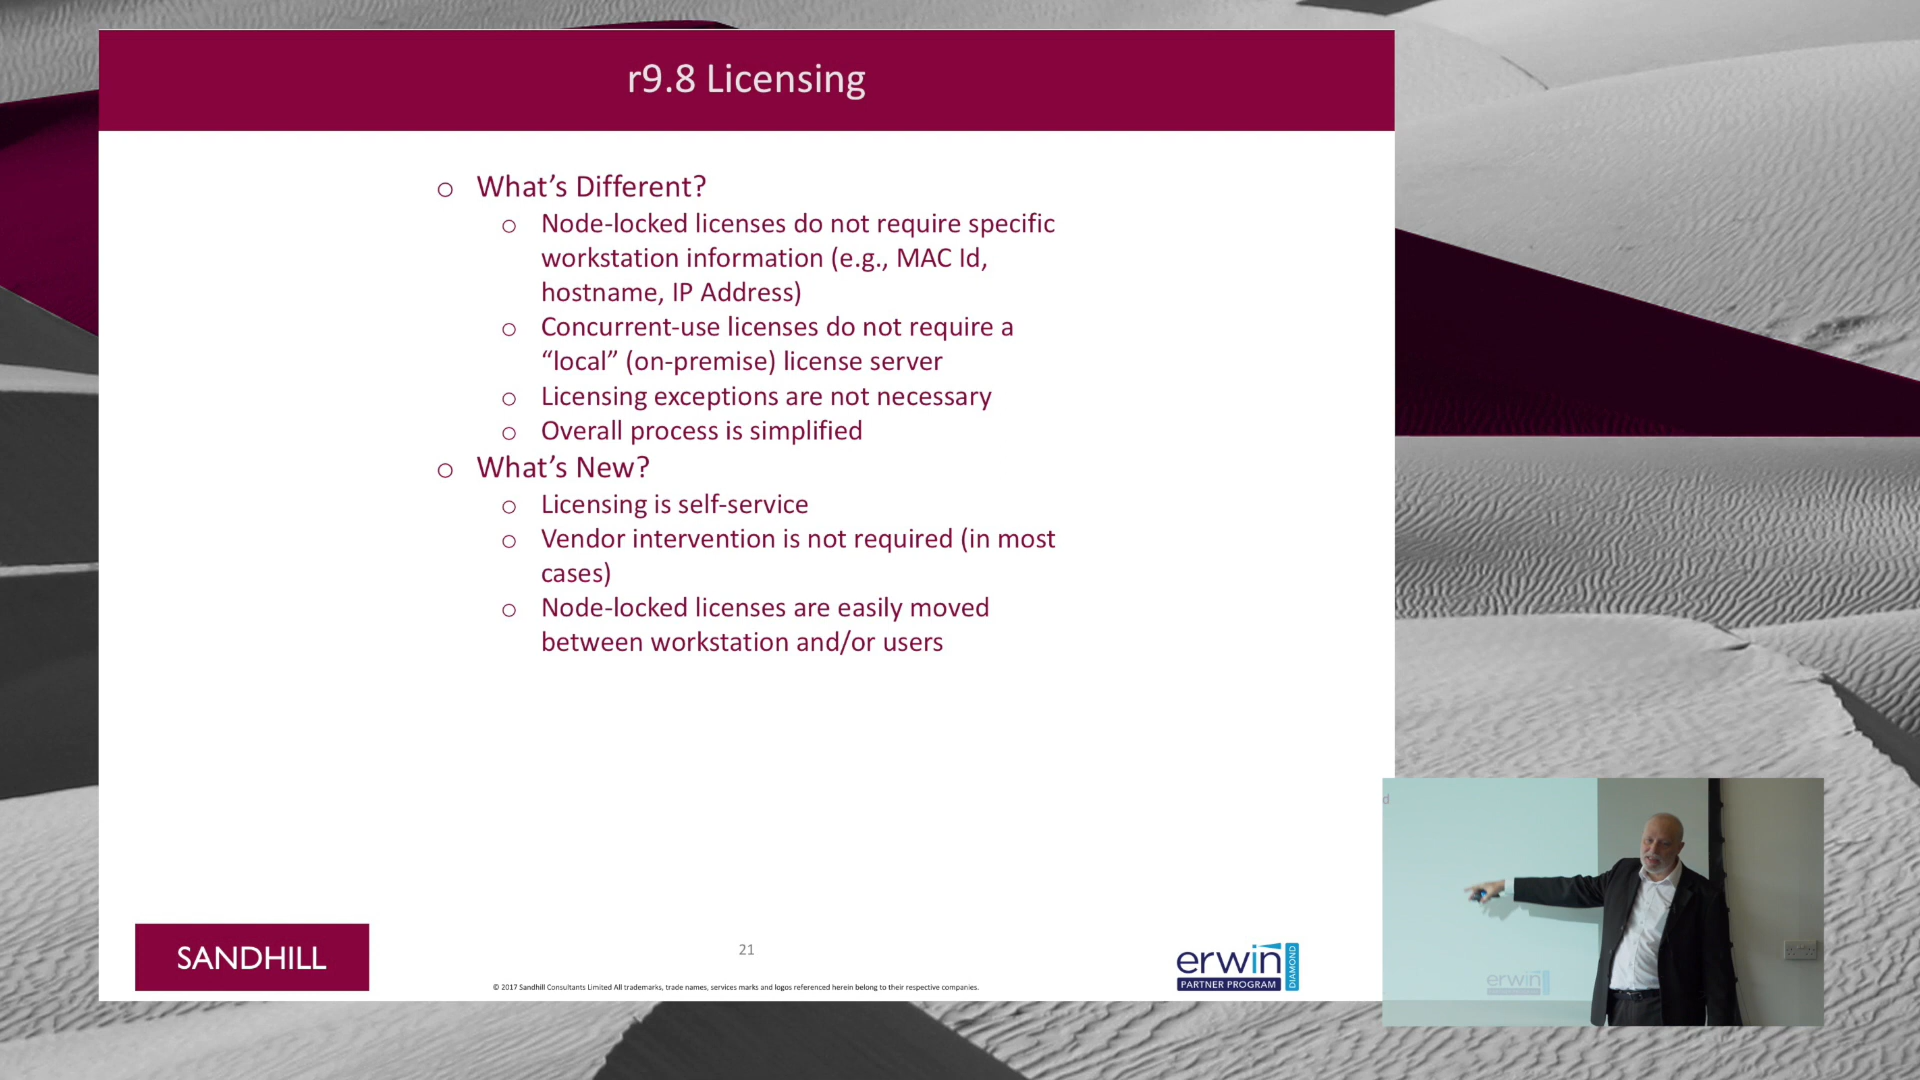 r9.8 Licensing
o What’s Different?
o Node-locked licenses do not require specific
workstation information (e.g., MAC Id,
hostname, IP Address)
o Concurrent-use licenses do not require a
“local” (on-premise) license server
o Licensing exceptions are not necessary
o Overall process is simplified
o What’s New?
o Licensing is self-service
o Vendor intervention is not required (in most
cases)
o Node-locked licenses are easily moved
between workstation and/or users
SANDHILL
21
© 2017 Sandhill Consultants Limited All trademarks, trade names, services marks and logos referenced herein belong to their respective companies.
erwin
PARTNER PROGRAM
DIAMOND
d
erwin